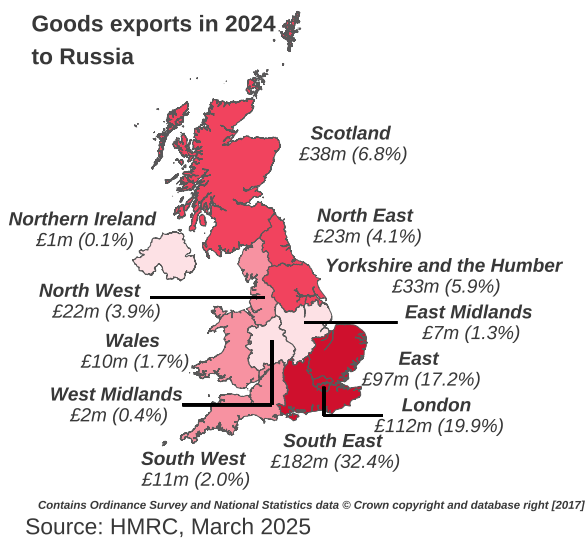 Goods exports in 2024
to Russia
Scotland
£38m (6.8%)
Northern Ireland
£1m (0.1%)
North East
£23m (4.1%)
Yorkshire and the Humber
£33m (5.9%)
North West
£22m (3.9%)
East Midlands
£7m (1.3%)
Wales
£10m (1.7%)
East
£97m (17.2%)
West Midlands
£2m (0.4%)
London
£112m (19.9%)
South East
£182m (32.4%)
South West
£11m (2.0%)
Contains Ordinance Survey and National Statistics data © Crown copyright and database right [2017]
Source: HMRC, March 2025